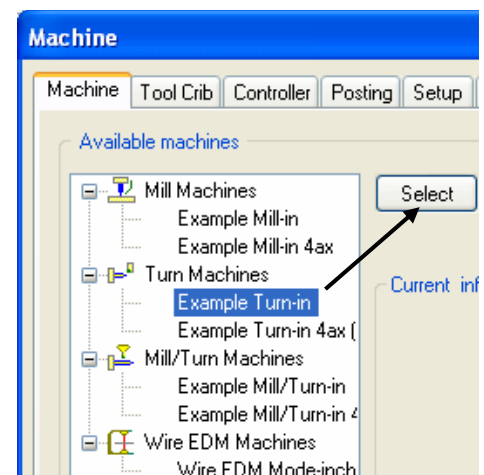 Machine
Machine Tool Crib Controller Posting Setup
Available machines
Mill Machines
Select
Example Mill-in
Example Mill-in 4ax
Turn Machines
Current inf
Example Turn-in
Example Turn-in 4ax (
Mill/Turn Machines
Example Mill/Turn-in
Example Mill/Turn-in 4
Wire EDM Machines
Wire EDM Mode-inch